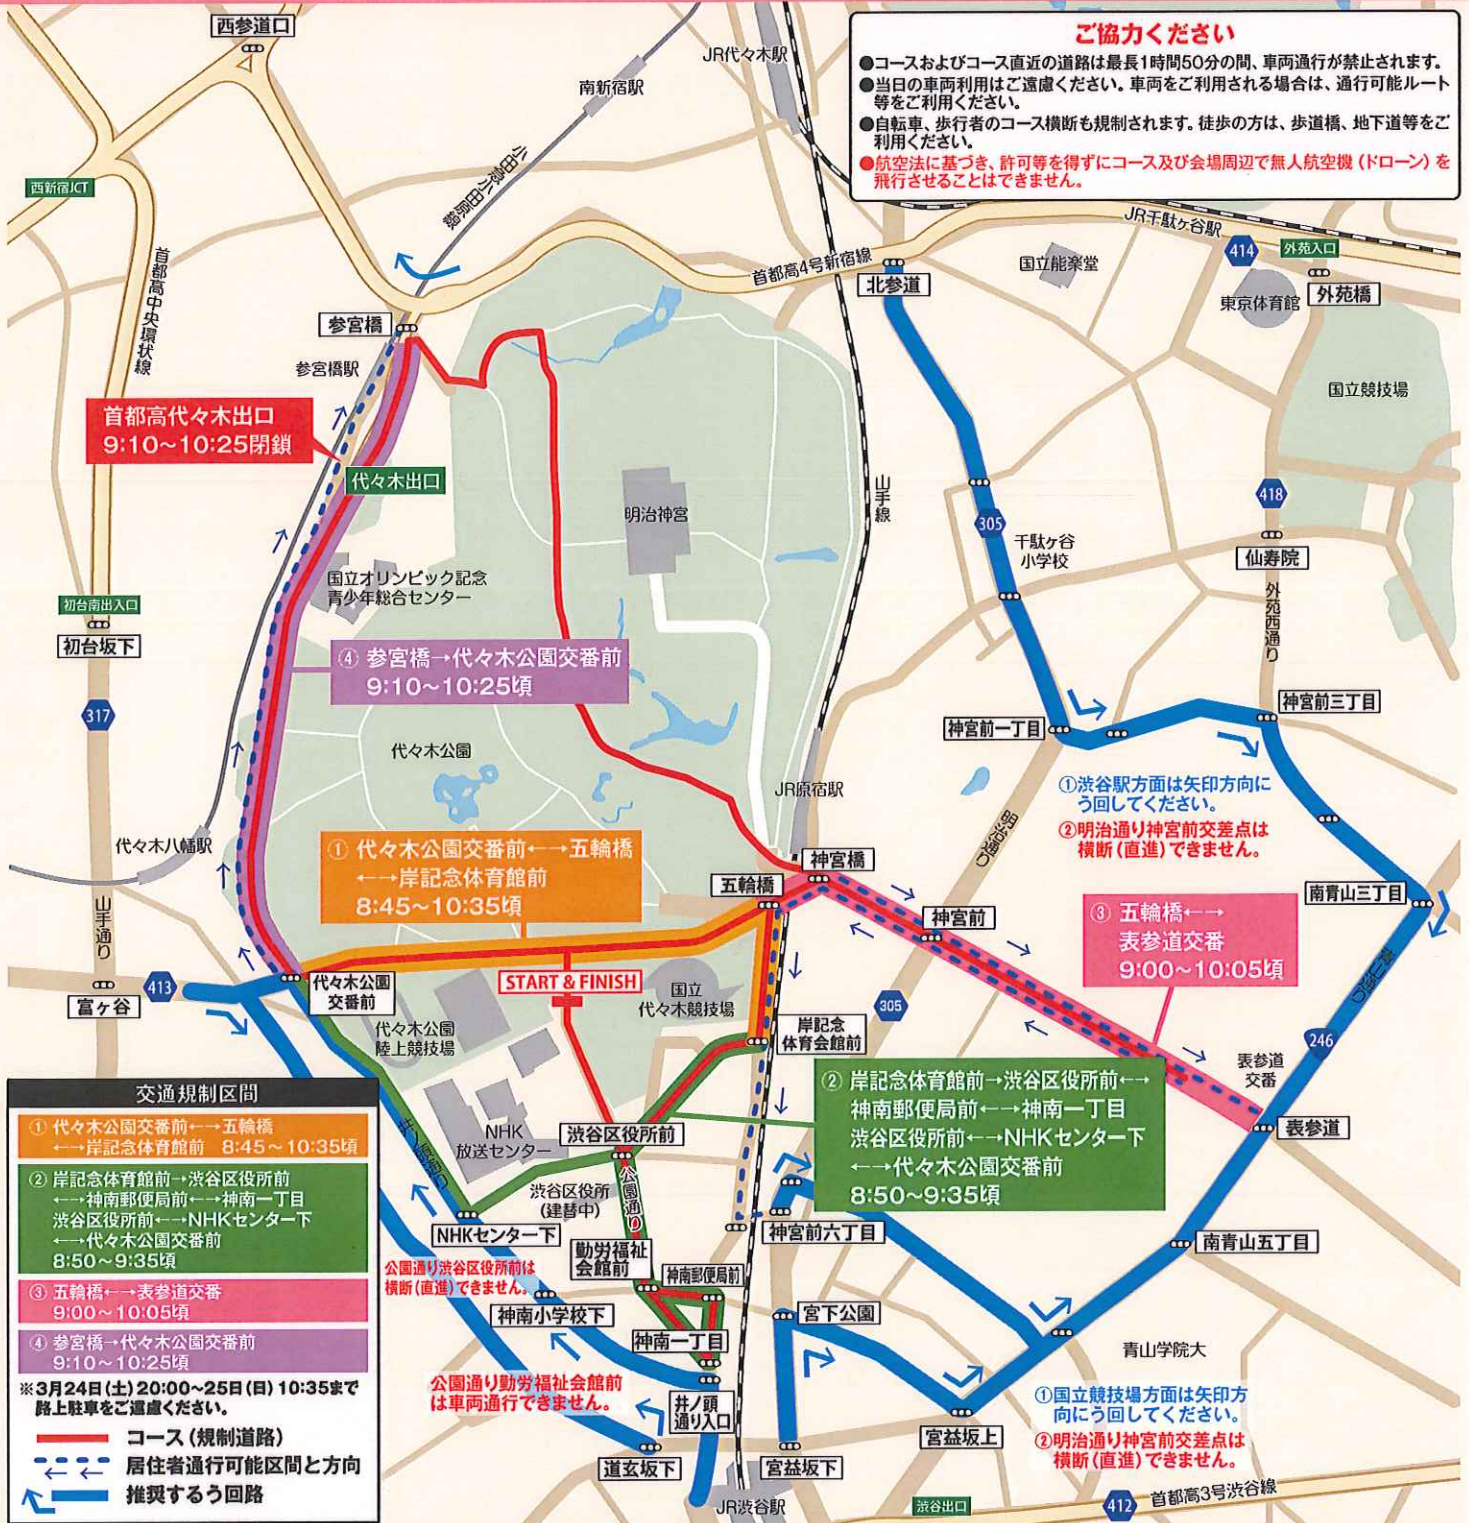 西参道口
JR代々木駅
南新宿駅
小田急小田原線
西新宿JCT
首都高中央環状線
ご協力ください
●コースおよびコース直近の道路は最長1時間50分の間、車両通行が禁止されます。
●当日の車両利用はご遠慮ください。車両をご利用される場合は、通行可能ルート
等をご利用ください。
●自転車、歩行者のコース横断も規制されます。徒歩の方は、歩道橋、地下道等をご
利用ください。
●航空法に基づき、許可等を得ずにコース及び会場周辺で無人航空機(ドローン)を
飛行させることはできません。
JR千駄ヶ谷駅
414
外苑入口
首都高4号新宿線
国立能楽堂
北参道
東京体育館
外苑橋
参宮橋
参宮橋駅
国立競技場
首都高代々木出口
9:10〜10:25閉鎖
代々木出口
明治神宮
山手線
305
418
千駄ヶ谷
小学校
仙寿院
外苑西通り
国立オリンピック記念
青少年総合センター
初台南出入口
初台坂下
④ 参宮橋→代々木公園交番前
9:10〜10:25頃
317
神宮前一丁目
神宮前三丁目
代々木公園
JR原宿駅
明治通り
①渋谷駅方面は矢印方向に
う回してください。
②明治通り神宮前交差点は
横断(直進)できません。
代々木八幡駅
① 代々木公園交番前←→五輪橋
←→岸記念体育館前
8:45〜10:35頃
神宮橋
五輪橋
神宮前
南青山三丁目
青山通り
③ 五輪橋←→
表参道交番
9:00〜10:05頃
山手通り
富ヶ谷
413
代々木公園
交番前
START & FINISH
国立
代々木競技場
305
岸記念
体育会館前
代々木公園
陸上競技場
246
表参道
交番
② 岸記念体育館前→渋谷区役所前←→
神南郵便局前←→神南一丁目
渋谷区役所前←→NHKセンター下
←→代々木公園交番前
8:50〜9:35頃
表参道
交通規制区間
① 代々木公園交番前←→五輪橋
←→岸記念体育館前 8:45〜10:35頃
② 岸記念体育館前→渋谷区役所前
←→神南郵便局前←→神南一丁目
渋谷区役所前←→NHKセンター下
←→代々木公園交番前
8:50〜9:35頃
③ 五輪橋←→表参道交番
9:00〜10:05頃
④ 参宮橋→代々木公園交番前
9:10〜10:25頃
※3月24日(土)20:00〜25日(日)10:35まで
路上駐車をご遠慮ください。
コース(規制道路)
居住者通行可能区間と方向
推奨するう回路
井ノ頭通り
NHK
放送センター
渋谷区役所前
公園通り
渋谷区役所
(建替中)
NHKセンター下
神宮前六丁目
南青山五丁目
勤労福祉
会館前
神南郵便局前
公園通り渋谷区役所前は
横断(直進)できません。
神南小学校下
宮下公園
神南一丁目
青山学院大
公園通り勤労福祉会館前
は車両通行できません。
井ノ頭
通り入口
①国立競技場方面は矢印方
向にう回してください。
②明治通り神宮前交差点は
横断(直進)できません。
宮益坂上
道玄坂下
宮益坂下
JR渋谷駅
渋谷出口
412
首都高3号渋谷線